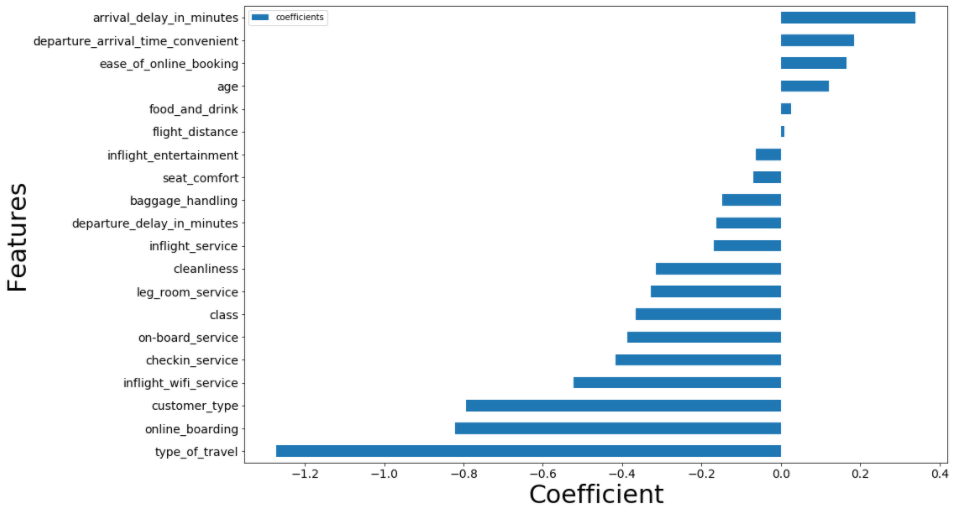 coefficients
Features
arrival_delay_in_minutes
departure_arrival_time_convenient
ease_of_online_booking
age
food_and_drink
flight_distance
inflight_entertainment
seat_comfort
baggage_handling
departure_delay_in_minutes
inflight_service
cleanliness
leg_room_service
class
on-board_service
checkin_service
inflight_wifi_service
customer_type
online_boarding
type_of_travel
−1.2 −1.0 −0.8 −0.6 −0.4 −0.2 0.0 0.2 0.4
Coefficient